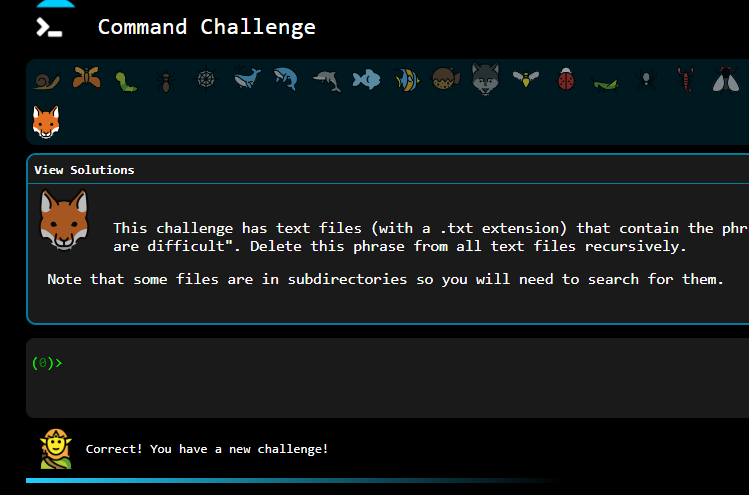 Command Challenge
View Solutions
This challenge has text files (with a .txt extension) that contain the phr
are difficult". Delete this phrase from all text files recursively.
Note that some files are in subdirectories so you will need to search for them.
(0)>
Correct! You have a new challenge!